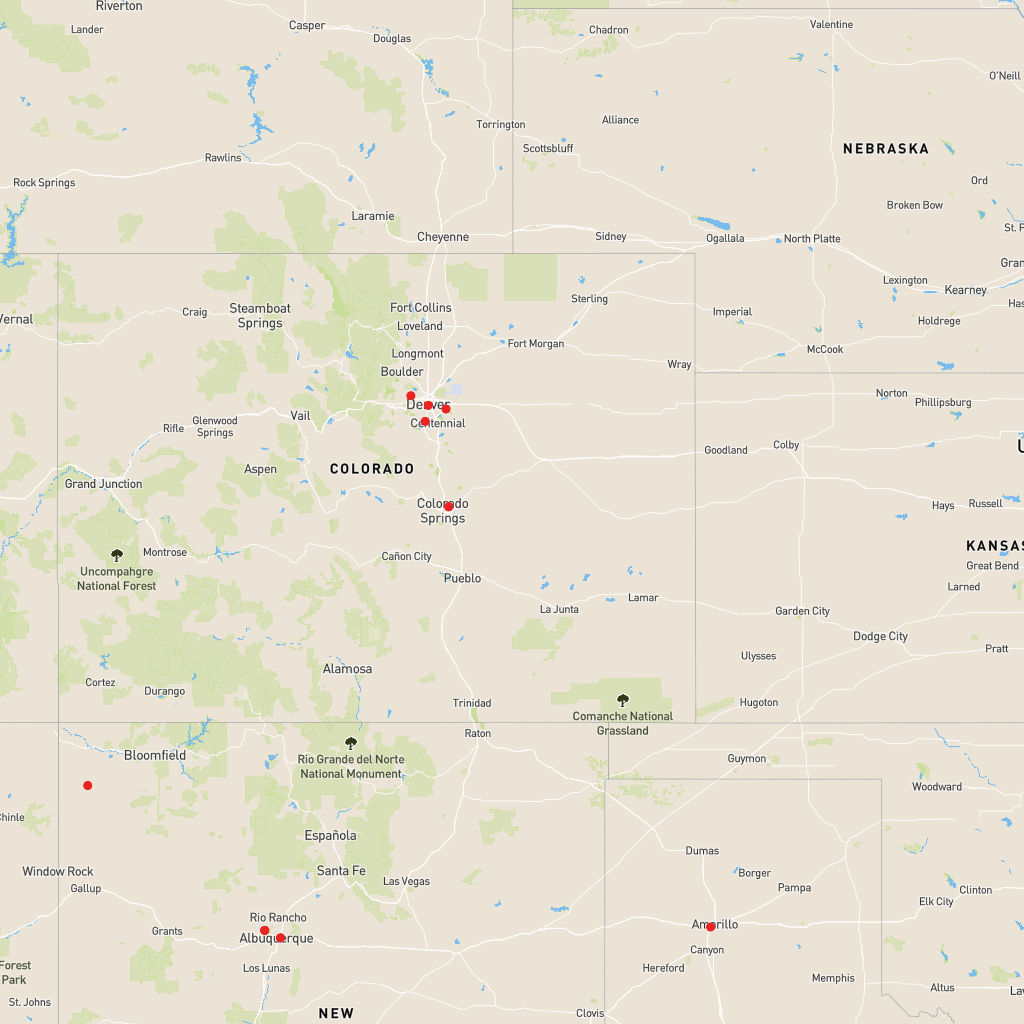 Riverton
Lander
Casper
Douglas
Chadron
Valentine
O'Neill
Torrington
Alliance
Scottsbluff
NEBRASKA
Rawlins
Rock Springs
Ord
Broken Bow
Laramie
Cheyenne
Sidney
Ogallala
North Platte
St. P
Gran
Lexington
Kearney
Has
Vernal
Craig
Steamboat
Springs
Fort Collins
Loveland
Sterling
Imperial
Holdrege
Longmont
Boulder
Fort Morgan
Wray
McCook
Denver
Centennial
Norton
Phillipsburg
Vail
Glenwood
Springs
Rifle
Goodland
Colby
U
COLORADO
Aspen
Grand Junction
Colorado
Springs
Hays
Russell
KANSAS
Montrose
Cañon City
Great Bend
Uncompahgre
National Forest
Pueblo
La Junta
Lamar
Larned
Garden City
Dodge City
Pratt
Ulysses
Alamosa
Cortez
Durango
Trinidad
Hugoton
Comanche National
Grassland
Raton
Bloomfield
Rio Grande del Norte
National Monument
Guymon
Woodward
Chinle
Española
Dumas
Window Rock
Gallup
Santa Fe
Las Vegas
Borger
Pampa
Clinton
Elk City
Rio Rancho
Grants
Albuquerque
Amarillo
Canyon
Forest
Park
Los Lunas
Hereford
Memphis
Altus
Law
St. Johns
NEW
Clovis